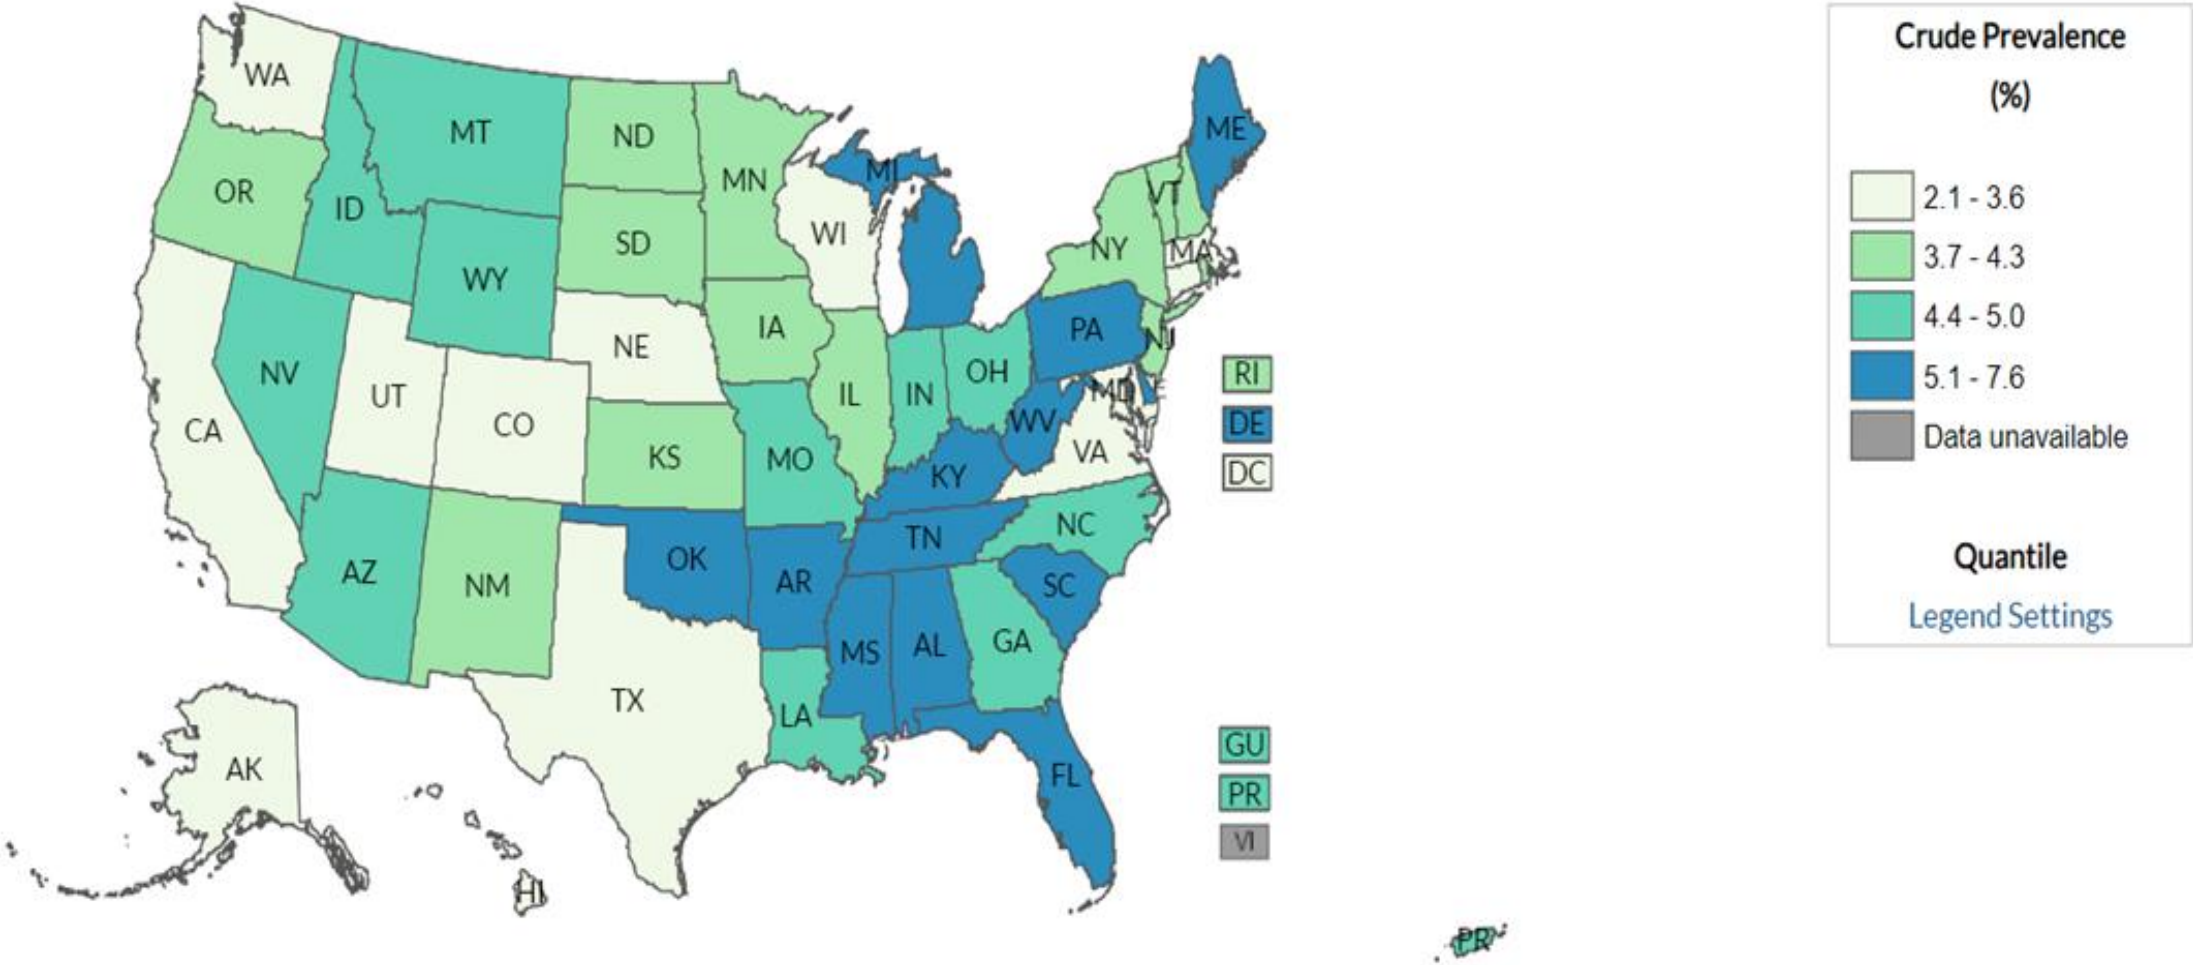 WA
MT
ND
MN
ME
OR
ID
SD
WI
MI
VT
NY
MA
WY
IA
NE
PA
NJ
NV
UT
CO
IL
IN
OH
MD
WV
VA
CA
KS
MO
KY
RI
DE
DC
AZ
NM
OK
AR
TN
NC
SC
MS
AL
GA
TX
LA
FL
AK
HI
GU
PR
VI
PR
Crude Prevalence
(%)
2.1 - 3.6
3.7 - 4.3
4.4 - 5.0
5.1 - 7.6
Data unavailable
Quantile
Legend Settings